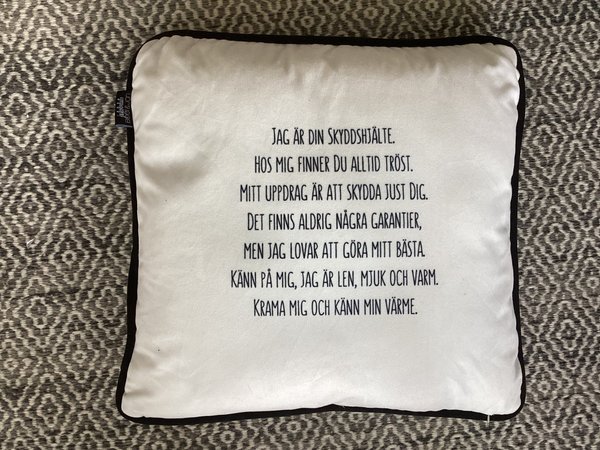 Jag är din Skyddshjälte.
Hos mig finner Du alltid tröst.
Mitt uppdrag är att skydda just Dig.
Det finns aldrig några garantier,
men jag lovar att göra mitt bästa.
Känn på mig, jag är len, mjuk och varm.
Krama mig och känn min värme.